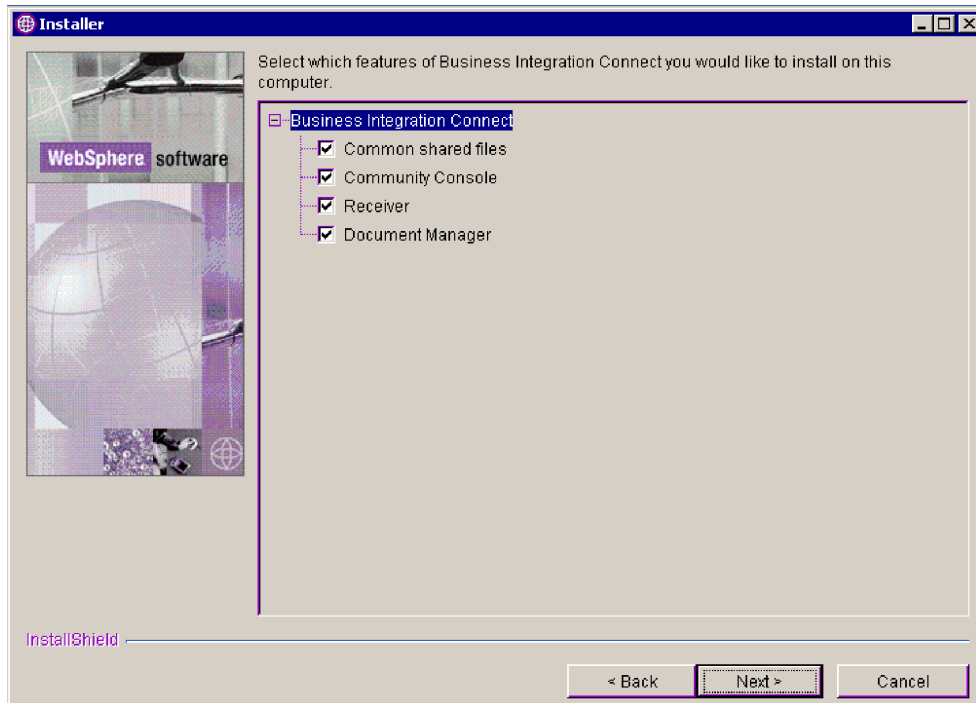 Installer
Select which features of Business Integration Connect you would like to install on this
computer.
WebSphere software
Business Integration Connect
Common shared files
Community Console
Receiver
Document Manager
InstallShield
< Back
Next >
Cancel